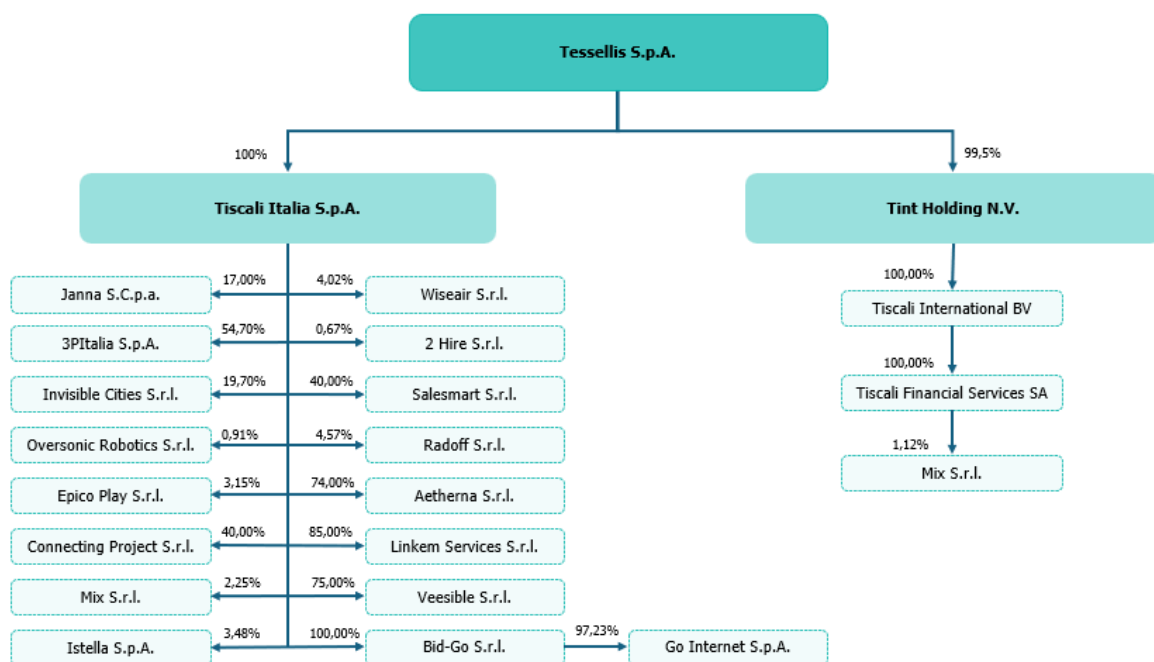 Tessellis S.p.A.
100%
99,5%
Tiscali Italia S.p.A.
Tint Holding N.V.
17,00%
4,02%
100,00%
Janna S.C.p.a.
Wiseair S.r.l.
Tiscali International BV
54,70%
0,67%
3PItalia S.p.A.
2 Hire S.r.l.
100,00%
19,70%
40,00%
Invisible Cities S.r.l.
Salesmart S.r.l.
Tiscali Financial Services SA
0,91%
4,57%
Oversonic Robotics S.r.l.
Radoff S.r.l.
1,12%
Mix S.r.l.
3,15%
74,00%
Epico Play S.r.l.
Aetherna S.r.l.
40,00%
85,00%
Connecting Project S.r.l.
Linkem Services S.r.l.
2,25%
75,00%
Mix S.r.l.
Veesible S.r.l.
3,48%
100,00%
97,23%
Istella S.p.A.
Bid-Go S.r.l.
Go Internet S.p.A.